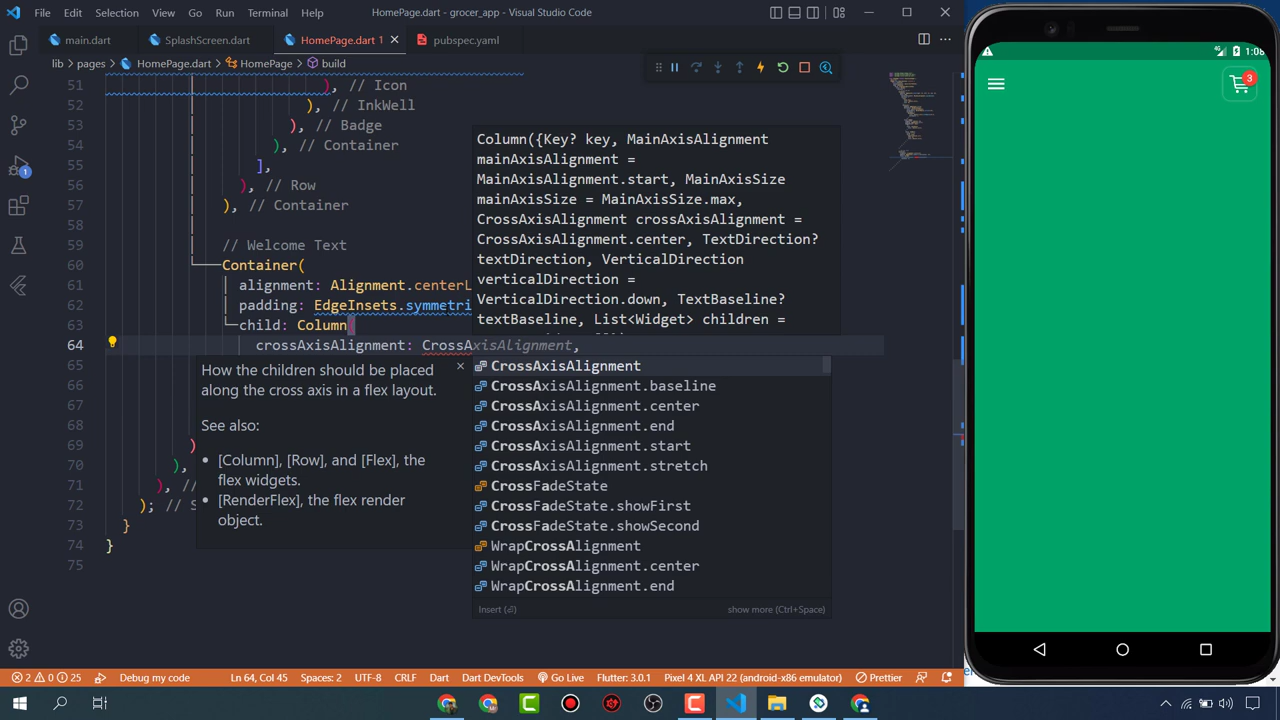 File Edit Selection View Go Run Terminal Help
HomePage.dart - grocer_app - Visual Studio Code
main.dart
SplashScreen.dart
HomePage.dart 1
pubspec.yaml
lib > pages > HomePage.dart > HomePage > build
51 ), // Icon
52 ), // InkWell
53 ), // Badge
54 ), // Container
55 ],
56 ), // Row
57 ), // Container
58
59 // Welcome Text
60 Container(
61 alignment: Alignment.centerL
62 padding: EdgeInsets.symmetri
63 child: Column(
64 crossAxisAlignment: CrossAxisAlignment,
65
67
68
69 )
70 ),
71 ), //
72 ); // S
73 }
74 }
75
Column({Key? key, MainAxisAlignment
mainAxisAlignment =
MainAxisAlignment.start, MainAxisSize
mainAxisSize = MainAxisSize.max,
CrossAxisAlignment crossAxisAlignment =
CrossAxisAlignment.center, TextDirection?
textDirection, VerticalDirection
verticalDirection =
VerticalDirection.down, TextBaseline?
textBaseline, List<Widget> children =
How the children should be placed
along the cross axis in a flex layout.
See also:
• [Column], [Row], and [Flex], the
flex widgets.
• [RenderFlex], the flex render
object.
CrossAxisAlignment
CrossAxisAlignment.baseline
CrossAxisAlignment.center
CrossAxisAlignment.end
CrossAxisAlignment.start
CrossAxisAlignment.stretch
CrossFadeState
CrossFadeState.showFirst
CrossFadeState.showSecond
WrapCrossAlignment
WrapCrossAlignment.center
WrapCrossAlignment.end
Insert (⏎)
show more (Ctrl+Space)
1
2 0 25
Debug my code
Ln 64, Col 45
Spaces: 2
UTF-8
CRLF
Dart
Dart DevTools
Go Live
Flutter: 3.0.1
Pixel 4 XL API 22 (android-x86 emulator)
Prettier
3